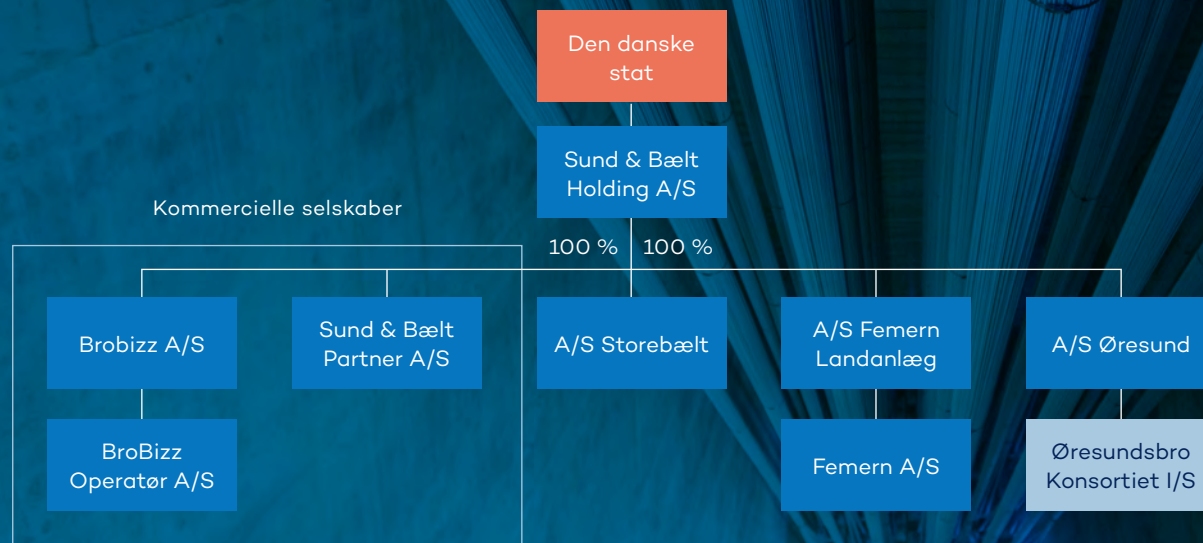 Den danske
stat
Sund & Bælt
Holding A/S
Kommercielle selskaber
100 % 100 %
Brobizz A/S
Sund & Bælt
Partner A/S
A/S Storebælt
A/S Femern
Landanlæg
A/S Øresund
BroBizz
Operatør A/S
Femern A/S
Øresundsbro
Konsortiet I/S